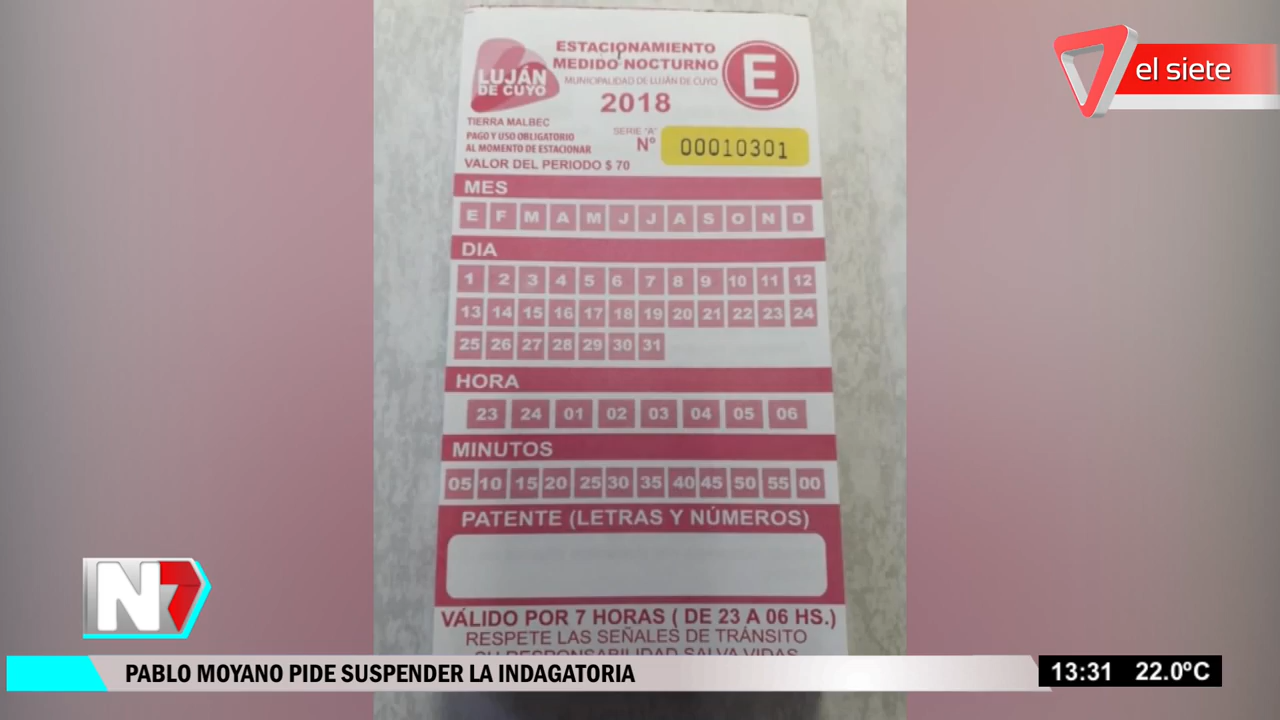 ESTACIONAMIENTO
MEDIDO NOCTURNO
MUNICIPALIDAD DE LUJÁN DE CUYO
2018
E
LUJÁN
DE CUYO
TIERRA MALBEC
PAGO Y USO OBLIGATORIO
AL MOMENTO DE ESTACIONAR
VALOR DEL PERIODO $ 70
SERIE "A"
Nº 00010301
MES
E F M A M J J A S O N D
DIA
1 2 3 4 5 6 7 8 9 10 11 12
13 14 15 16 17 18 19 20 21 22 23 24
25 26 27 28 29 30 31
HORA
23 24 01 02 03 04 05 06
MINUTOS
05 10 15 20 25 30 35 40 45 50 55 00
PATENTE (LETRAS Y NÚMEROS)
VÁLIDO POR 7 HORAS ( DE 23 A 06 HS.)
RESPETE LAS SEÑALES DE TRÁNSITO
SU RESPONSABILIDAD SALVA VIDAS
el siete
N7
PABLO MOYANO PIDE SUSPENDER LA INDAGATORIA
13:31 22.0ºC